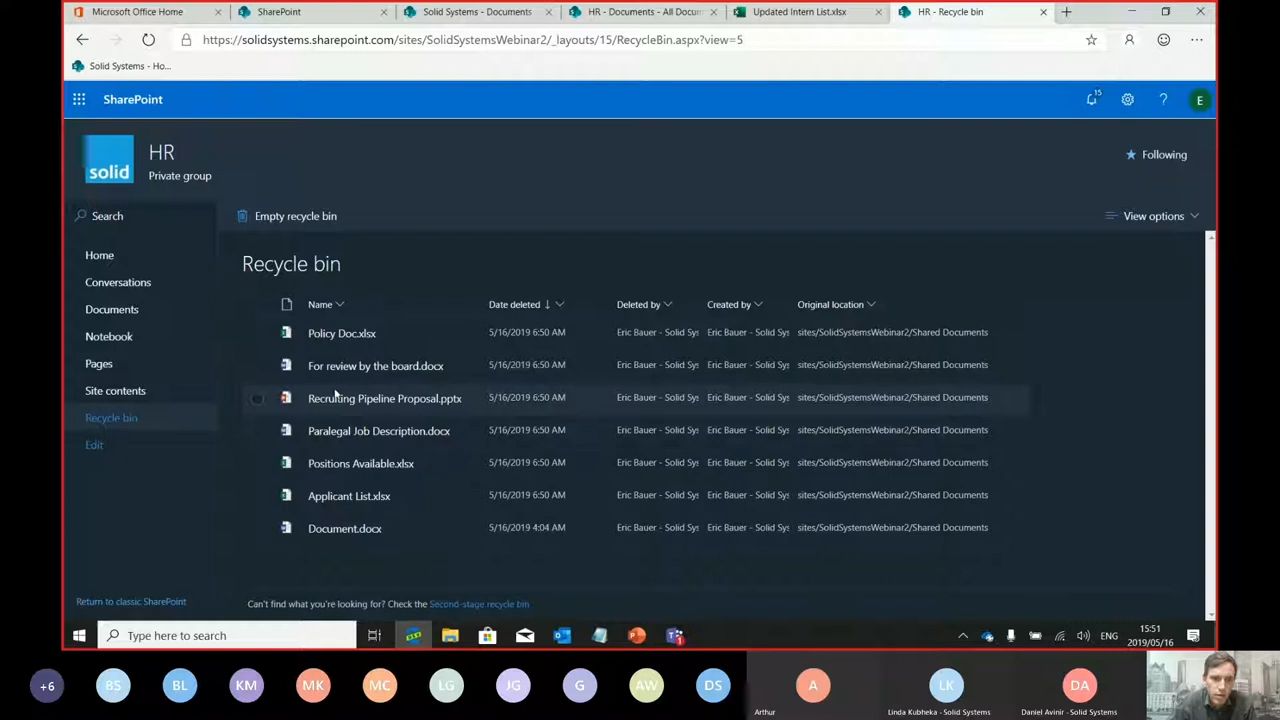 Microsoft Office Home
SharePoint
Solid Systems - Documents
HR - Documents - All Docum
Updated Intern List.xlsx
HR - Recycle bin
https://solidsystems.sharepoint.com/sites/SolidSystemsWebinar2/_layouts/15/RecycleBin.aspx?view=5
Solid Systems - Ho...
SharePoint
15
?
E
solid
HR
Private group
Following
Search
Empty recycle bin
View options
Home
Conversations
Documents
Notebook
Pages
Site contents
Recycle bin
Edit
Return to classic SharePoint
Recycle bin
Name Date deleted Deleted by Created by Original location
Policy Doc.xlsx 5/16/2019 6:50 AM Eric Bauer - Solid Sys Eric Bauer - Solid Sys sites/SolidSystemsWebinar2/Shared Documents
For review by the board.docx 5/16/2019 6:50 AM Eric Bauer - Solid Sys Eric Bauer - Solid Sys sites/SolidSystemsWebinar2/Shared Documents
Recruiting Pipeline Proposal.pptx 5/16/2019 6:50 AM Eric Bauer - Solid Sys Eric Bauer - Solid Sys sites/SolidSystemsWebinar2/Shared Documents
Paralegal Job Description.docx 5/16/2019 6:50 AM Eric Bauer - Solid Sys Eric Bauer - Solid Sys sites/SolidSystemsWebinar2/Shared Documents
Positions Available.xlsx 5/16/2019 6:50 AM Eric Bauer - Solid Sys Eric Bauer - Solid Sys sites/SolidSystemsWebinar2/Shared Documents
Applicant List.xlsx 5/16/2019 6:50 AM Eric Bauer - Solid Sys Eric Bauer - Solid Sys sites/SolidSystemsWebinar2/Shared Documents
Document.docx 5/16/2019 4:04 AM Eric Bauer - Solid Sys Eric Bauer - Solid Sys sites/SolidSystemsWebinar2/Shared Documents
Can't find what you're looking for? Check the Second-stage recycle bin
Type here to search
ENG
15:51
2019/05/16
+6 BS BL KM MK MC LG JG G AW DS A LK DA
Arthur
Linda Kubheka - Solid Systems
Daniel Avinir - Solid Systems